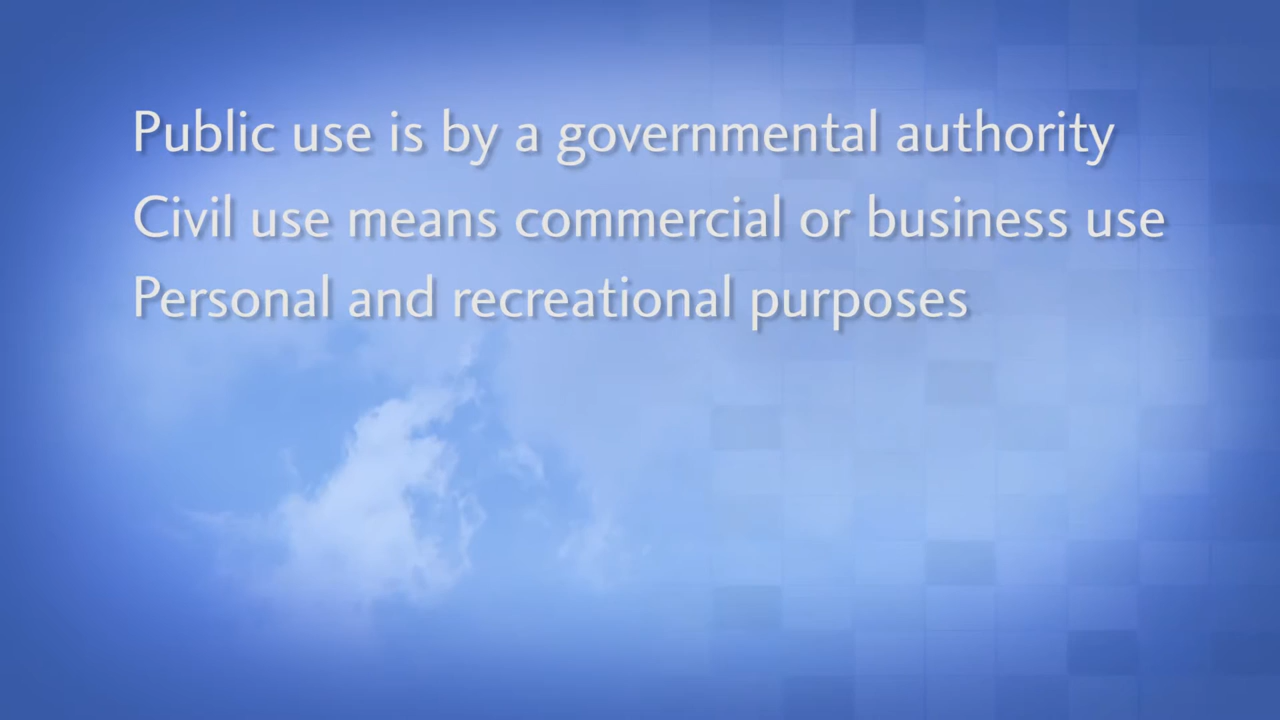 Public use is by a governmental authority
Civil use means commercial or business use
Personal and recreational purposes